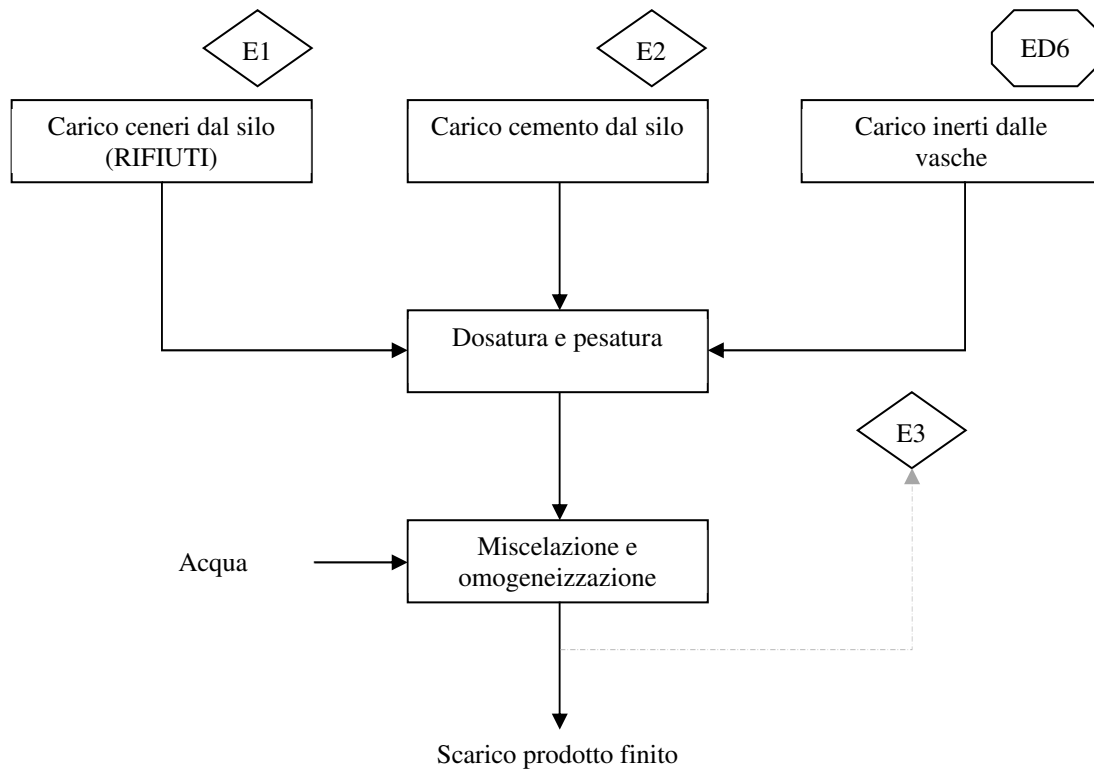 E1
E2
ED6
Carico ceneri dal silo
(RIFIUTI)
Carico cemento dal silo
Carico inerti dalle
vasche
Dosatura e pesatura
E3
Acqua
Miscelazione e
omogeneizzazione
Scarico prodotto finito